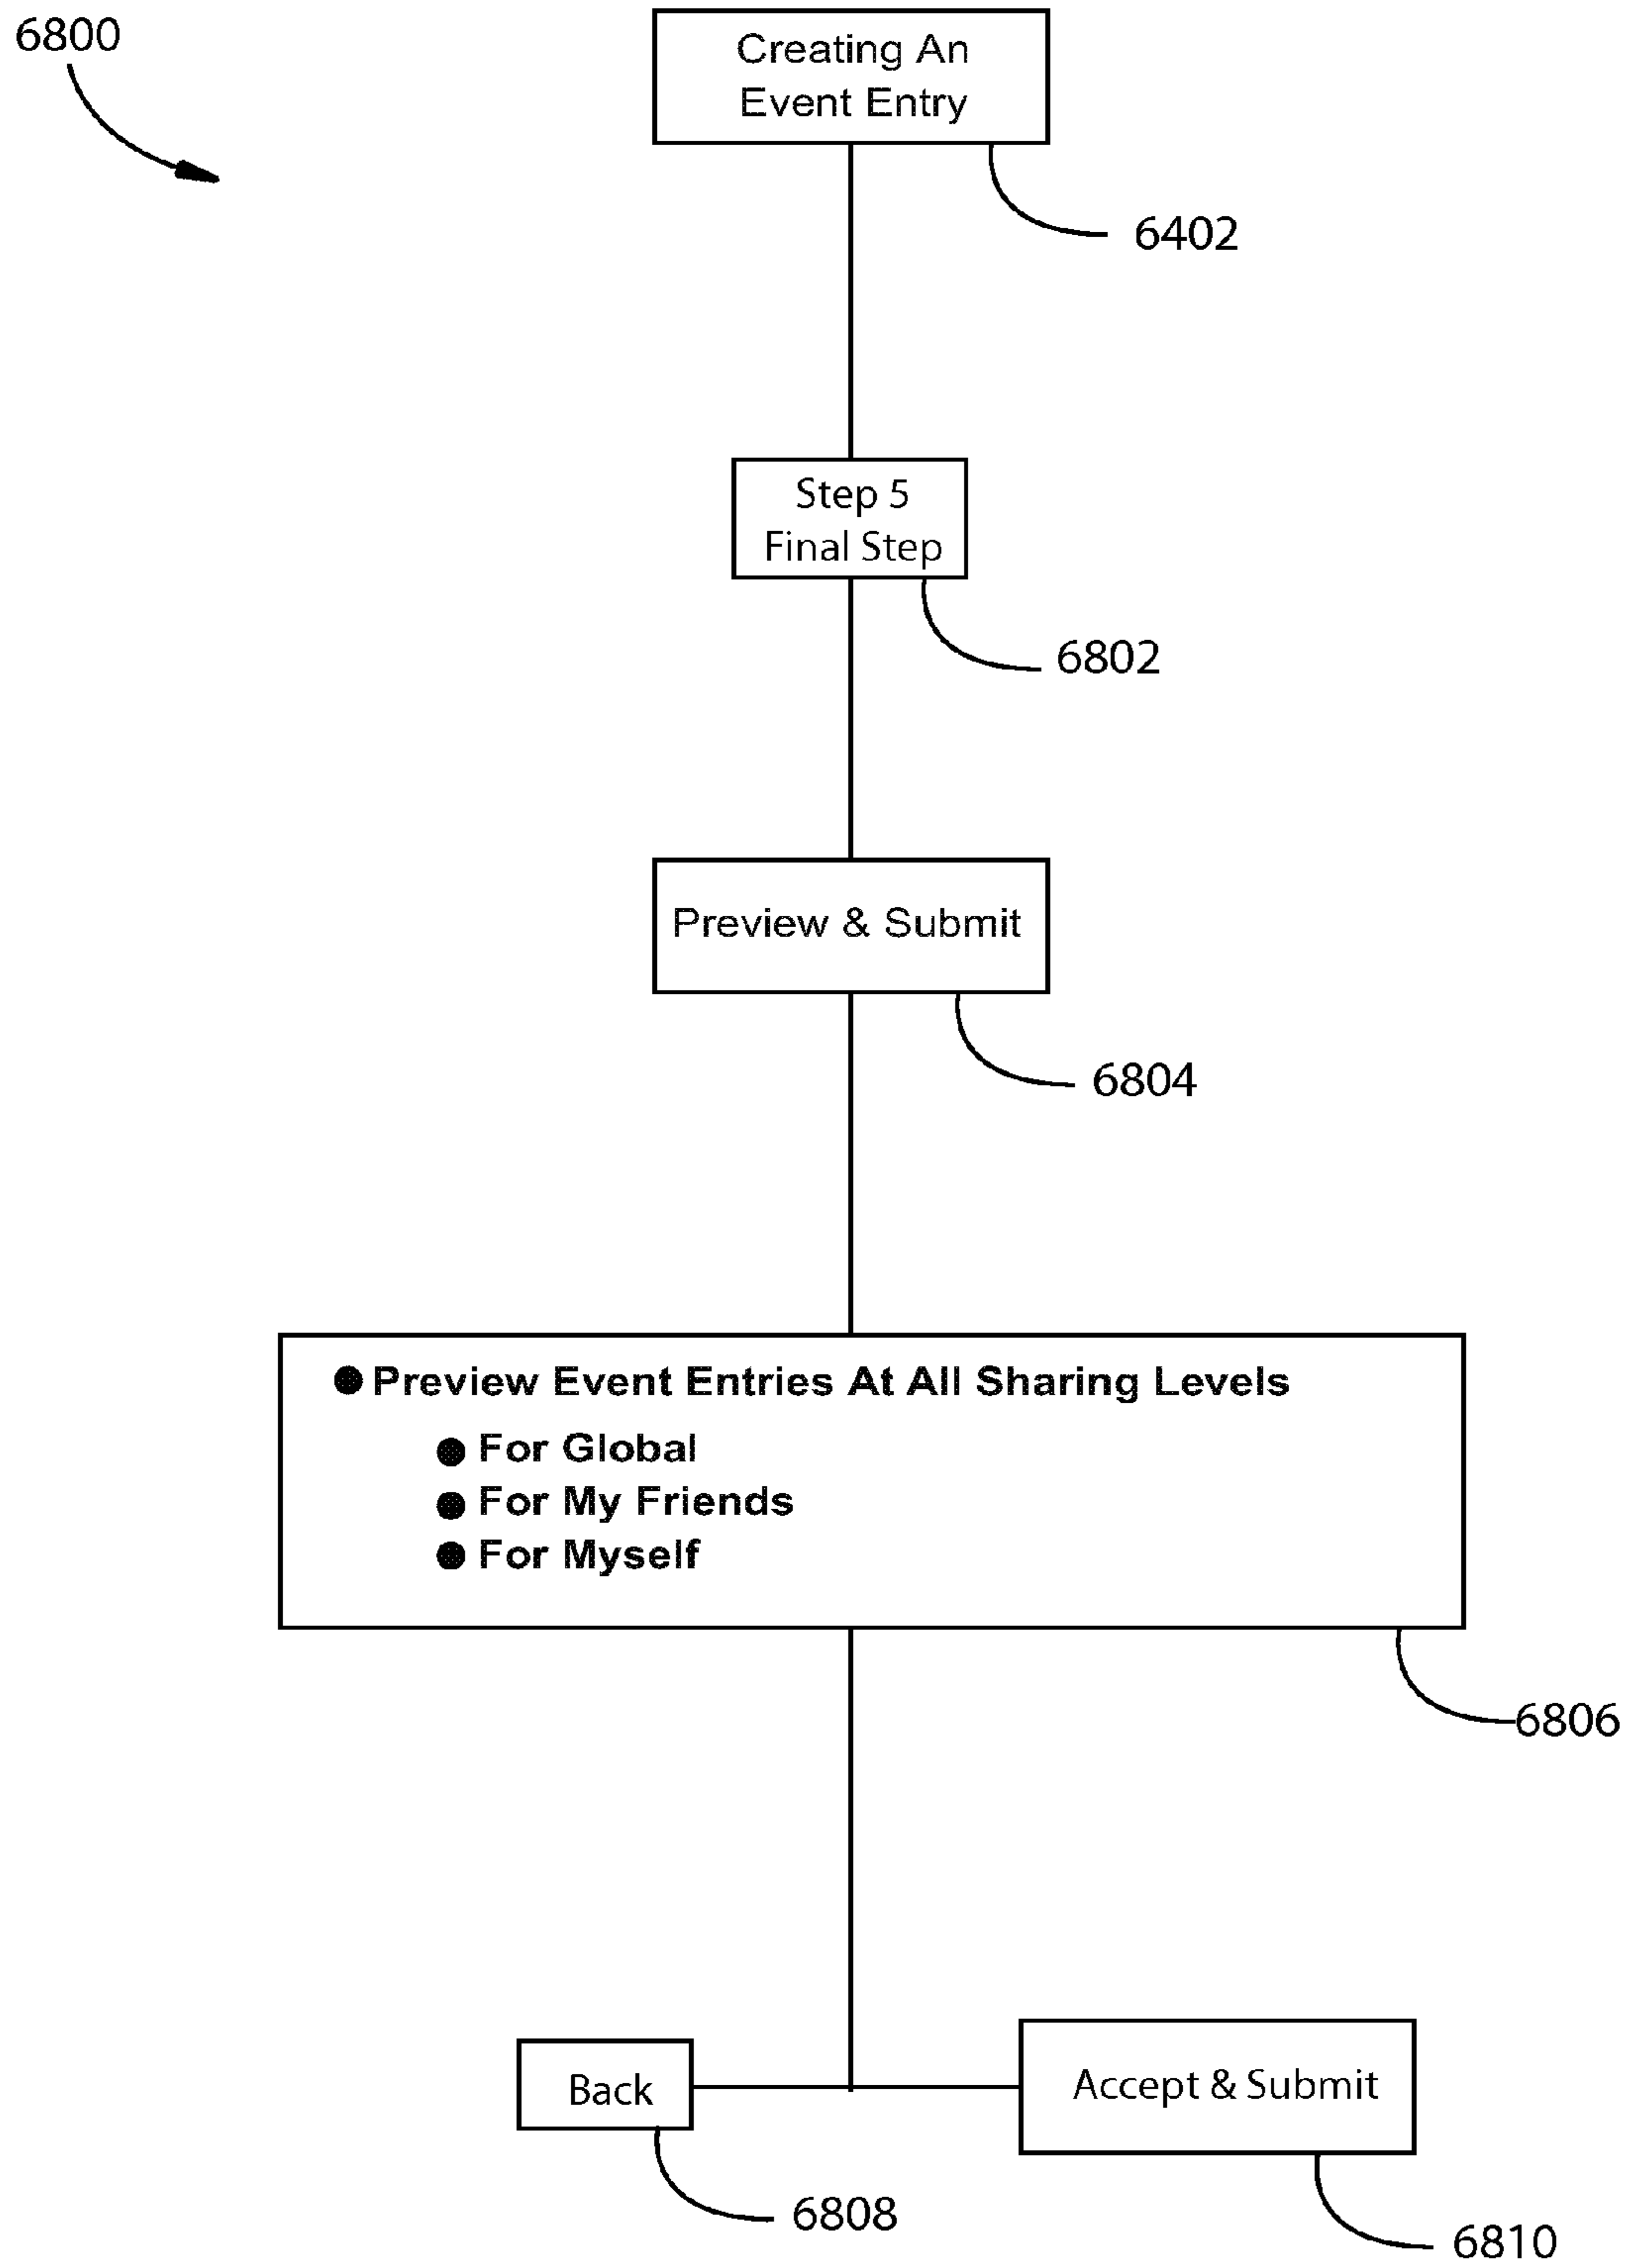 6800
Creating An
Event Entry
6402
Step 5
Final Step
6802
Preview & Submit
6804
● Preview Event Entries At All Sharing Levels
● For Global
● For My Friends
● For Myself
6806
Back
Accept & Submit
6808
6810